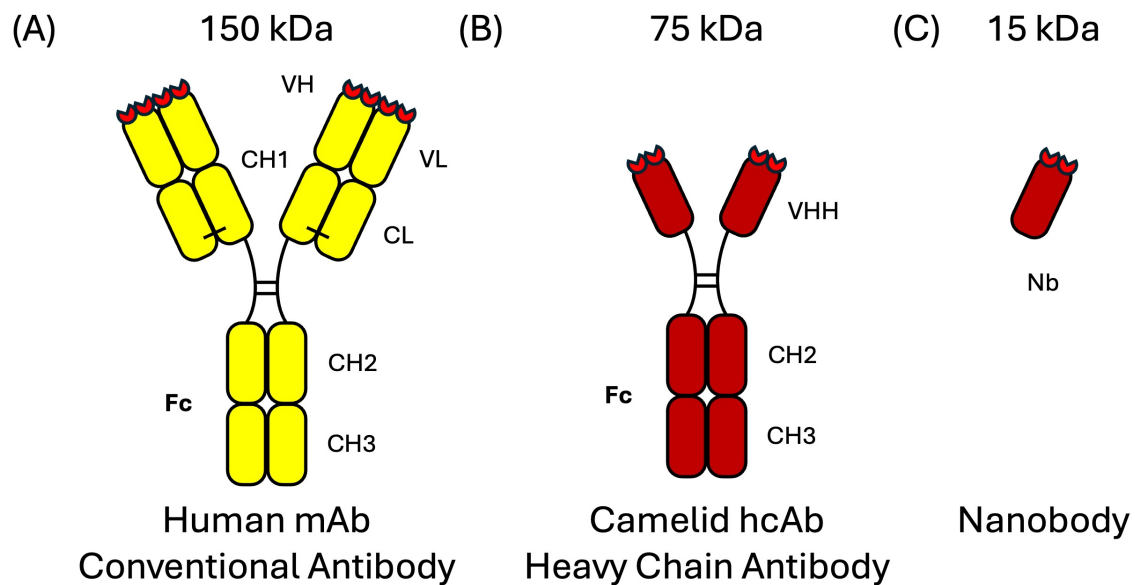 (A) 150 kDa (B) 75 kDa (C) 15 kDa
VH
CH1
VL
CL
CH2
Fc
CH3
Human mAb
Conventional Antibody
VHH
CH2
Fc
CH3
Camelid hcAb
Heavy Chain Antibody
Nb
Nanobody